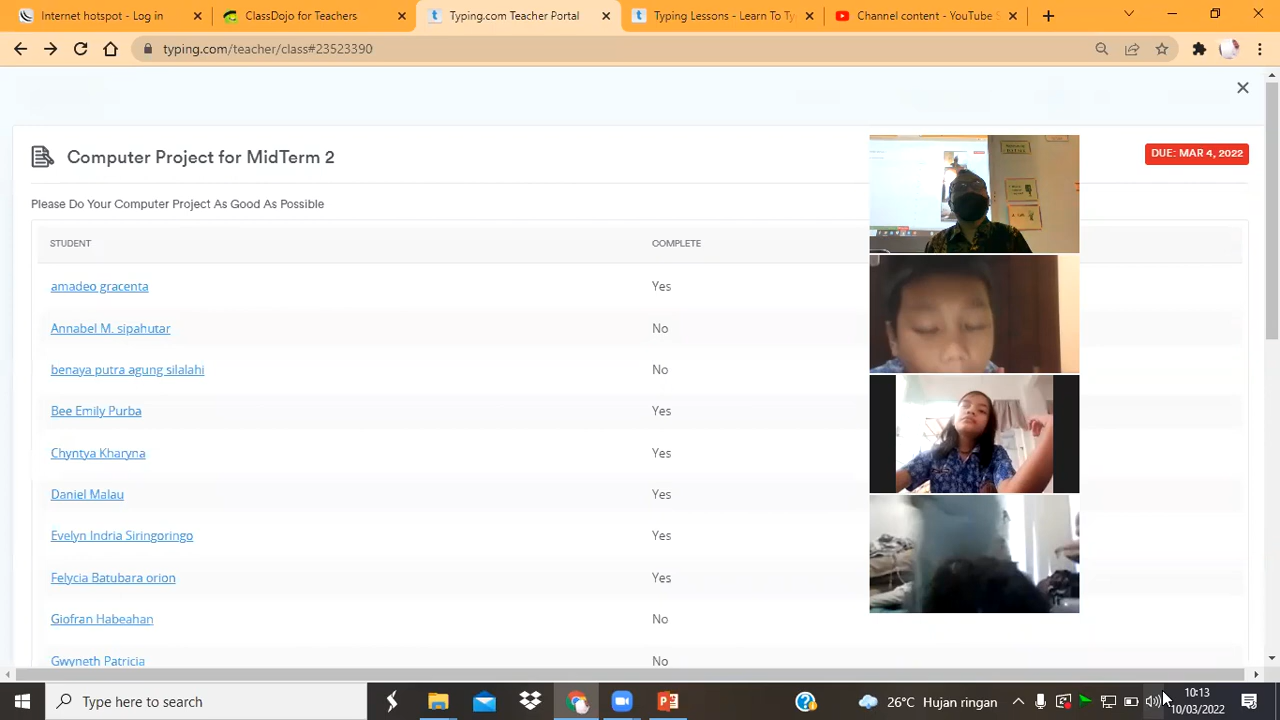 Internet - Log in
ClassDojo for Teachers
Typing.com Teacher Portal
Typing Lessons - Learn To Ty
Channel content - YouTube S
typing.com/teacher/class#23523390
Computer Project for MidTerm 2
DUE: MAR 4, 2022
Please Do Your Computer Project As Good As Possible
STUDENT COMPLETE
amadeo gracenta Yes
Annabel M. sipahutar No
benaya putra agung silalahi No
Bee Emily Purba Yes
Chyntya Kharyna Yes
Daniel Malau Yes
Evelyn Indria Siringoringo Yes
Felycia Batubara orion Yes
Giofran Habeahan No
Gwyneth Patricia No
Type here to search
26°C Hujan ringan
10:13
10/03/2022